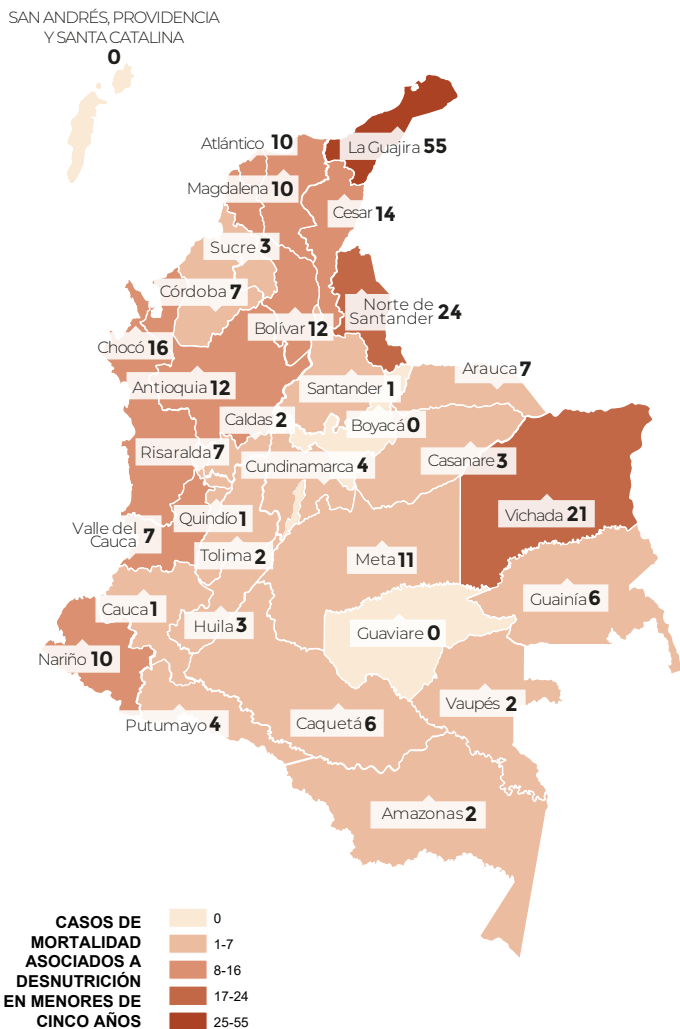 SAN ANDRÉS, PROVIDENCIA
Y SANTA CATALINA
0
Atlántico 10
La Guajira 55
Magdalena 10
Cesar 14
Sucre 3
Córdoba 7
Norte de
Santander 24
Bolívar 12
Chocó 16
Arauca 7
Antioquia 12
Santander 1
Caldas 2
Boyacá 0
Risaralda 7
Cundinamarca 4
Casanare 3
Quindío 1
Vichada 21
Valle del
Cauca 7
Tolima 2
Meta 11
Guainía 6
Cauca 1
Huila 3
Guaviare 0
Nariño 10
Vaupés 2
Putumayo 4
Caquetá 6
Amazonas 2
CASOS DE
MORTALIDAD
ASOCIADOS A
DESNUTRICIÓN
EN MENORES DE
CINCO AÑOS
0
1-7
8-16
17-24
25-55